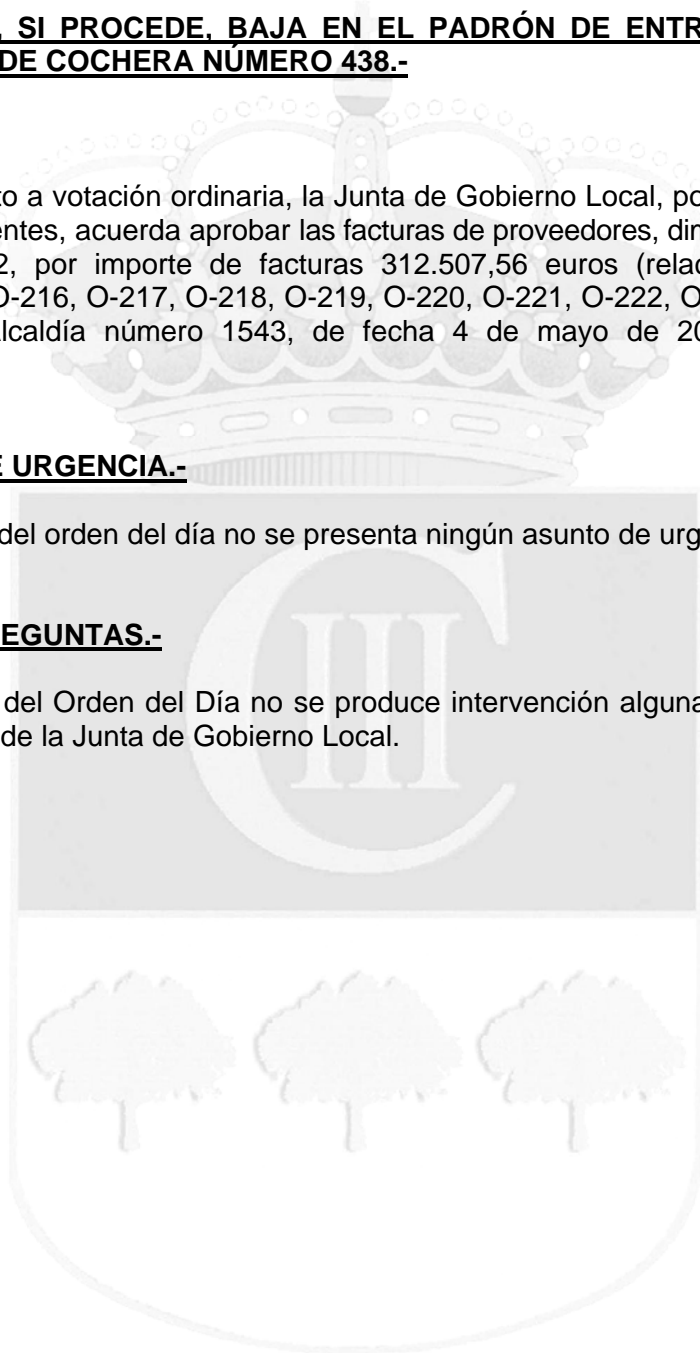 , SI PROCEDE, BAJA EN EL PADRÓN DE ENTR
DE COCHERA NÚMERO 438.-
to a votación ordinaria, la Junta de Gobierno Local, po
entes, acuerda aprobar las facturas de proveedores, di
2, por importe de facturas 312.507,56 euros (rela
O-216, O-217, O-218, O-219, O-220, O-221, O-222, O
lcaldía número 1543, de fecha 4 de mayo de 20
E URGENCIA.-
del orden del día no se presenta ningún asunto de urg
EGUNTAS.-
del Orden del Día no se produce intervención alguna
de la Junta de Gobierno Local.
CIII